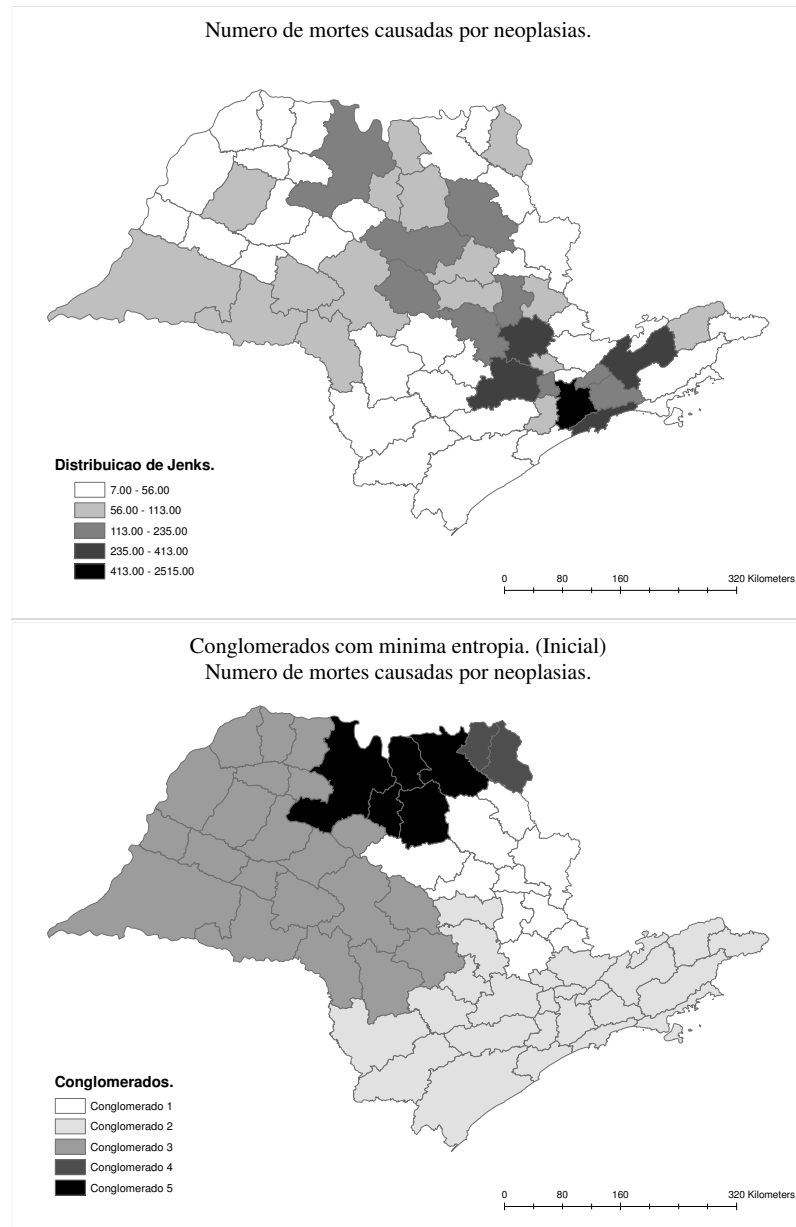 Numero de mortes causadas por neoplasias.
Distribuicao de Jenks.
7.00 - 56.00
56.00 - 113.00
113.00 - 235.00
235.00 - 413.00
413.00 - 2515.00
0 80 160 320 Kilometers
Conglomerados com minima entropia. (Inicial)
Numero de mortes causadas por neoplasias.
Conglomerados.
Conglomerado 1
Conglomerado 2
Conglomerado 3
Conglomerado 4
Conglomerado 5
0 80 160 320 Kilometers